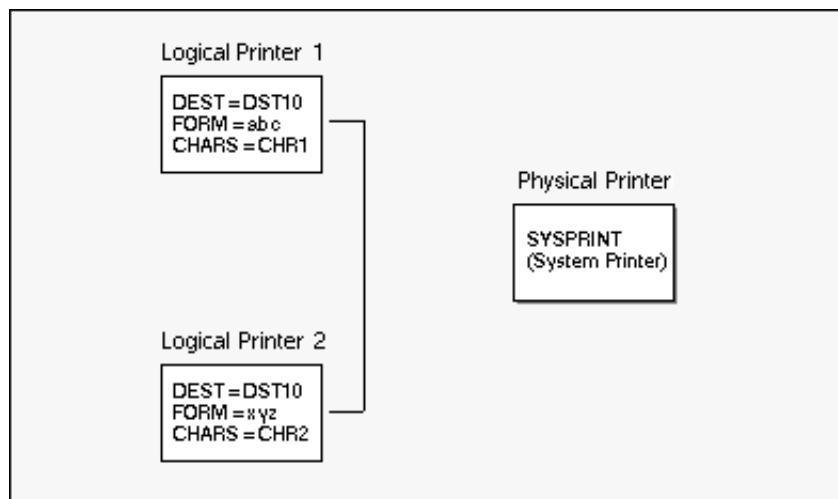 Logical Printer 1
DEST=DST10
FORM=abc
CHARS=CHR1
Physical Printer
SYSPRINT
(System Printer)
Logical Printer 2
DEST=DST10
FORM=xyz
CHARS=CHR2